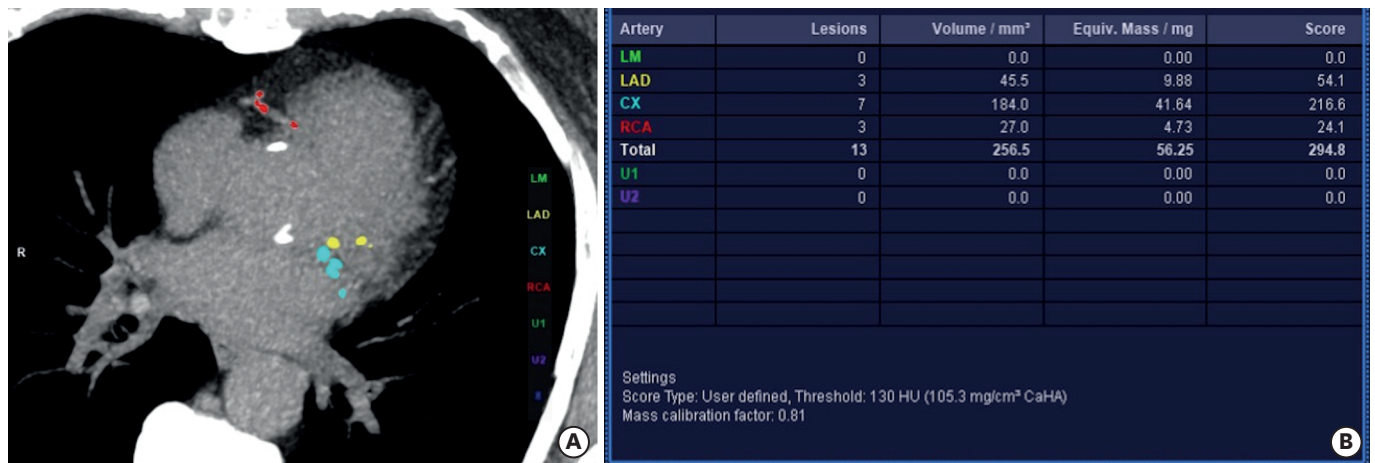 LM
LAD
CX
RCA
U1
U2
R
A
Artery Lesions Volume / mm³ Equiv. Mass / mg Score
LM 0 0.0 0.00 0.0
LAD 3 45.5 9.88 54.1
CX 7 184.0 41.64 216.6
RCA 3 27.0 4.73 24.1
Total 13 256.5 56.25 294.8
U1 0 0.0 0.00 0.0
U2 0 0.0 0.00 0.0
Settings
Score Type: User defined, Threshold: 130 HU (105.3 mg/cm³ CaHA)
Mass calibration factor: 0.81
B